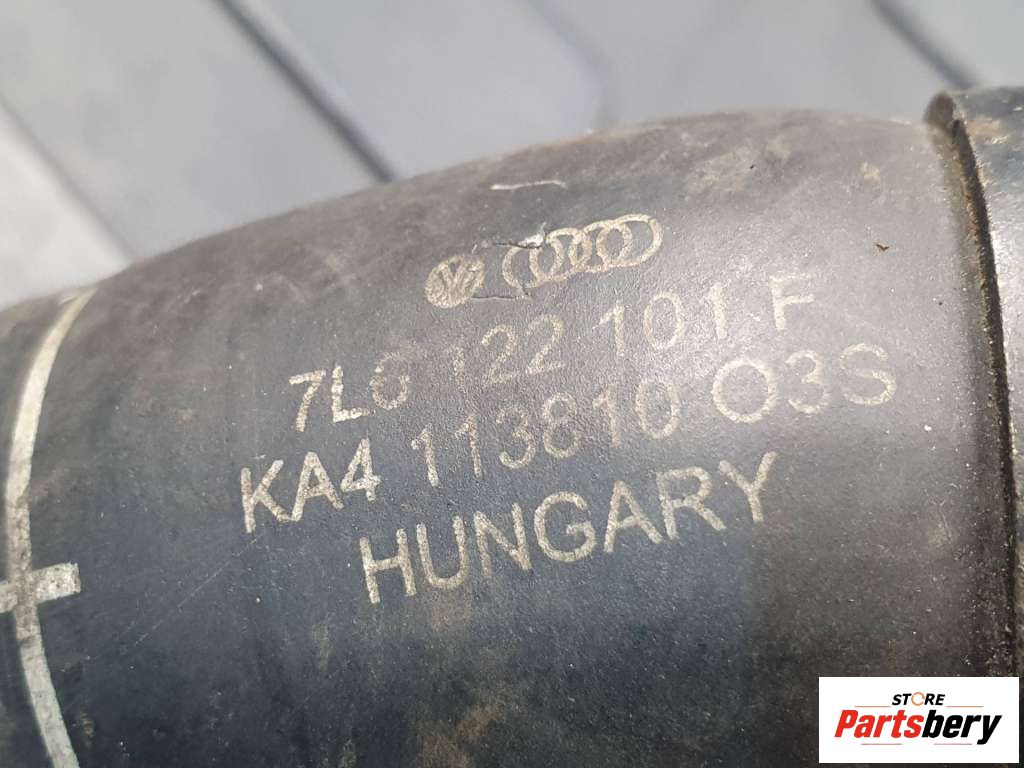 7L6 122 101 F
KA4 113810 O3S
HUNGARY
STORE
Partsbery